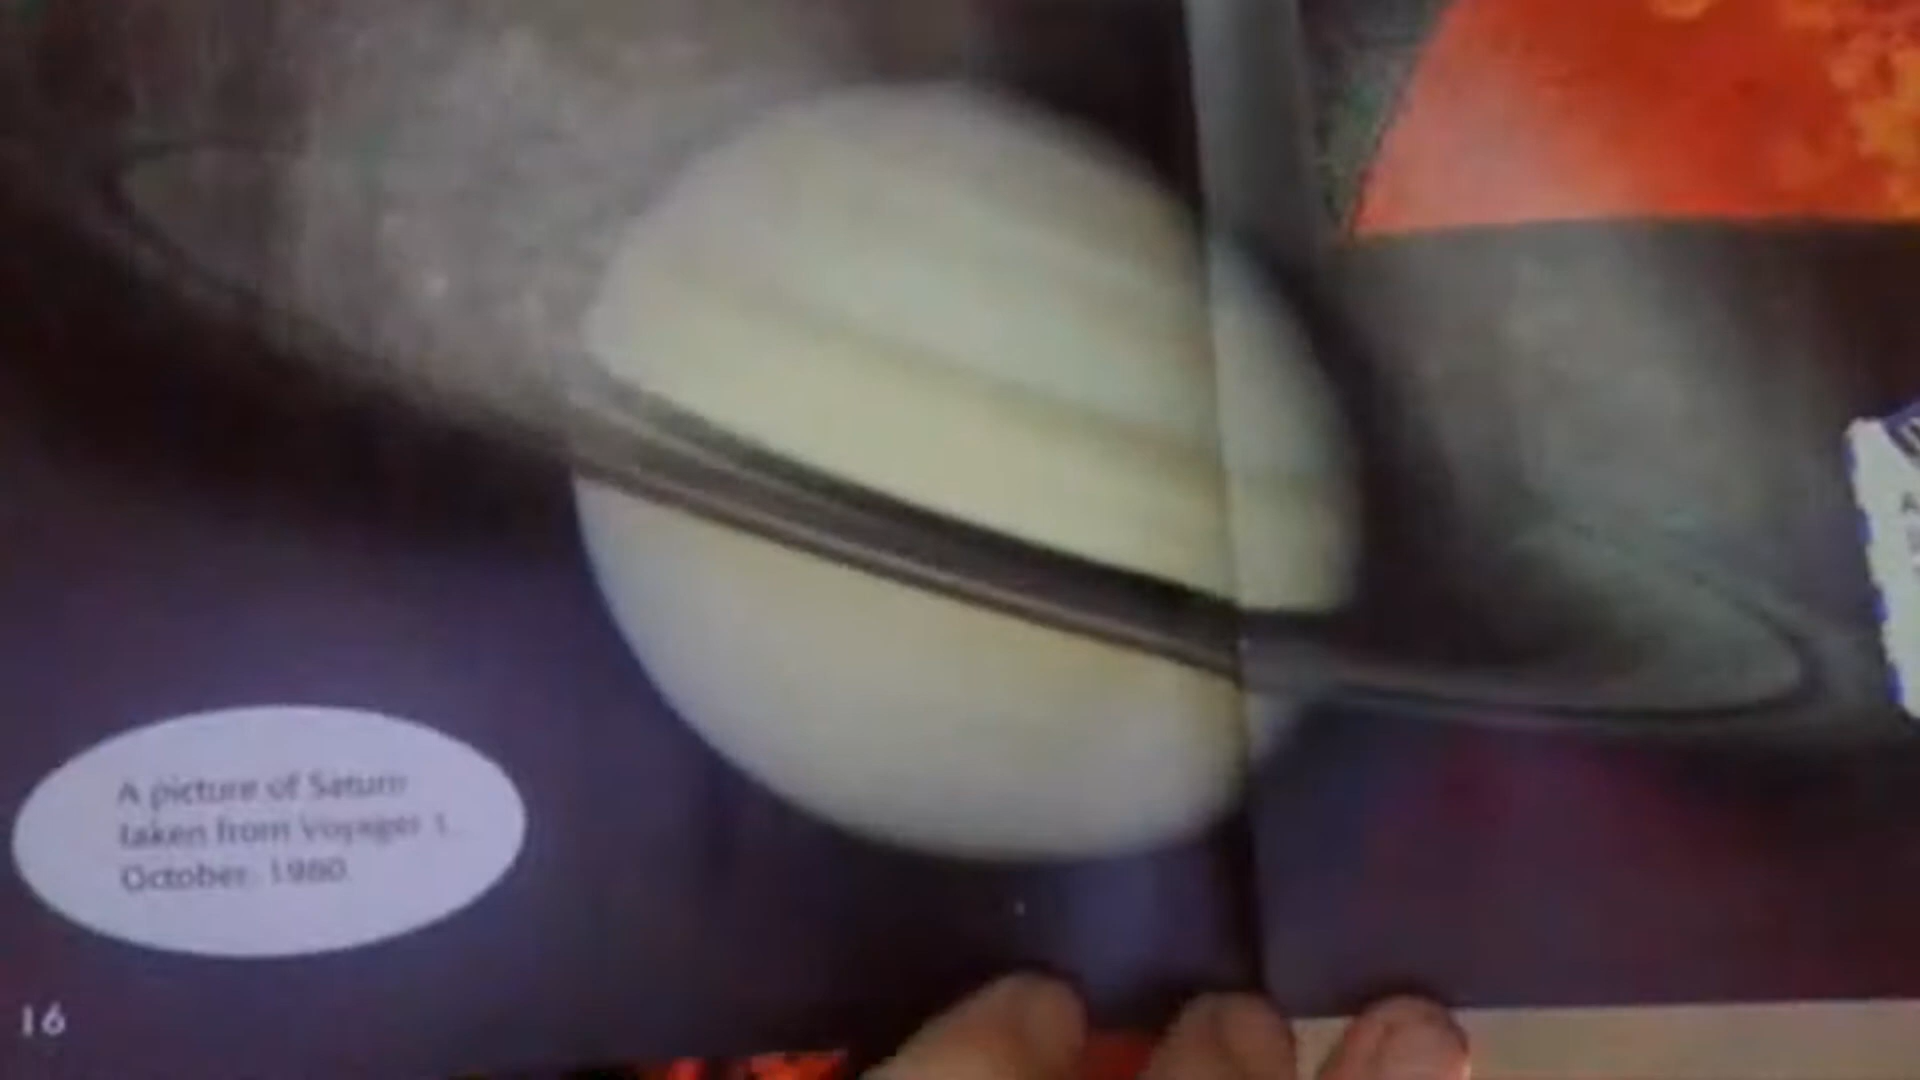 A picture of Saturn
taken from Voyager 1.
October, 1980.
16